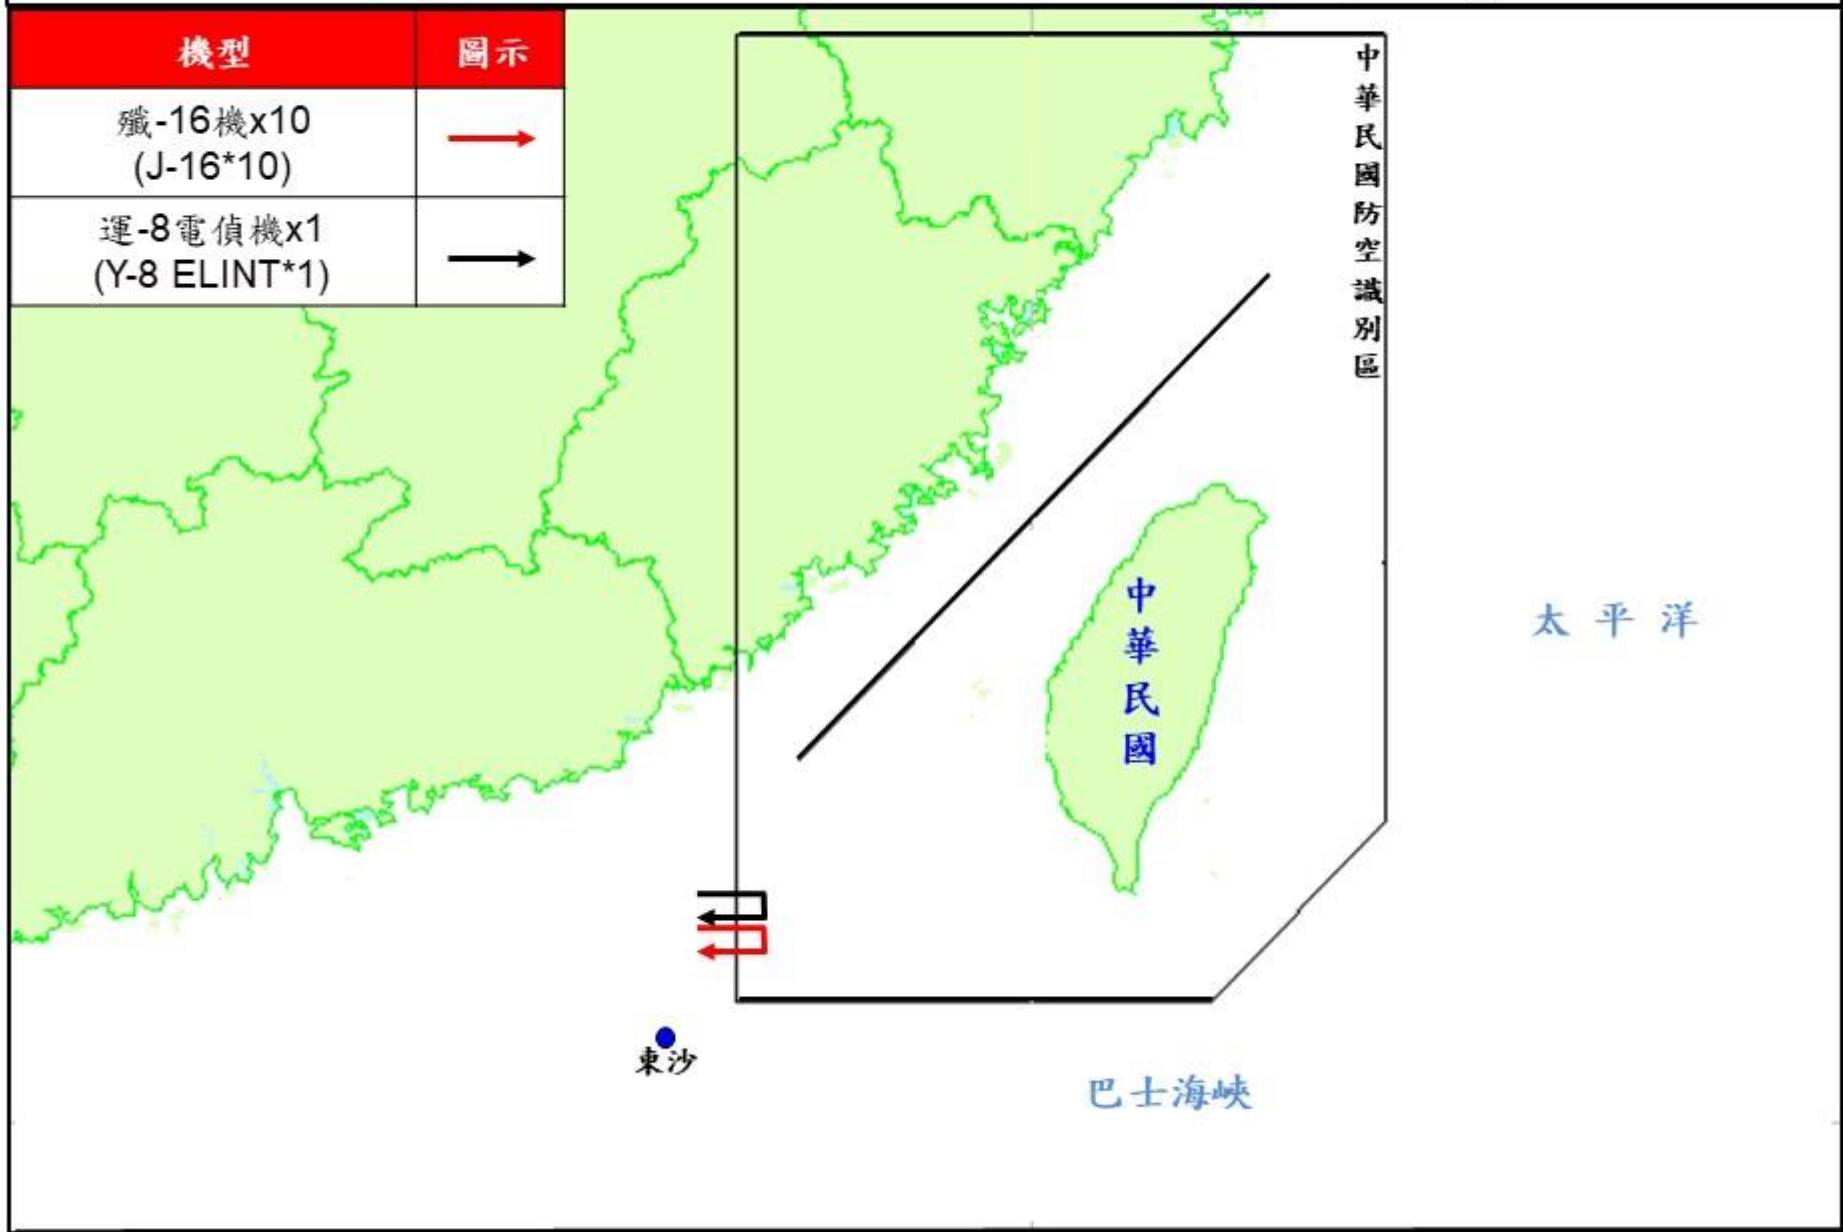 機型 圖示
殲-16機x10
(J-16*10)
運-8電偵機x1
(Y-8 ELINT*1)
中華民國防空識別區
中華民國
太平洋
東沙
巴士海峽